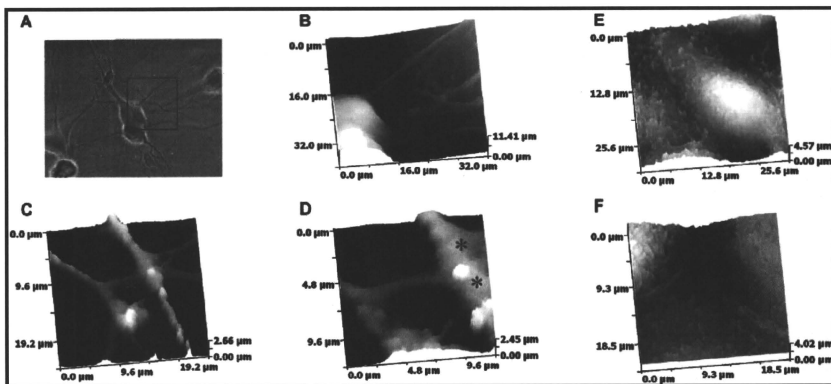 A
B
0.0 µm
16.0 µm
32.0 µm
11.41 µm
0.00 µm
0.0 µm
16.0 µm
32.0 µm
E
0.0 µm
12.8 µm
25.6 µm
4.57 µm
0.00 µm
0.0 µm
12.8 µm
25.6 µm
C
0.0 µm
9.6 µm
19.2 µm
2.66 µm
0.00 µm
0.0 µm
9.6 µm
19.2 µm
D
0.0 µm
4.8 µm
9.6 µm
2.45 µm
0.00 µm
0.0 µm
4.8 µm
9.6 µm
*
*
F
0.0 µm
9.3 µm
18.5 µm
4.02 µm
0.00 µm
0.0 µm
9.3 µm
18.5 µm